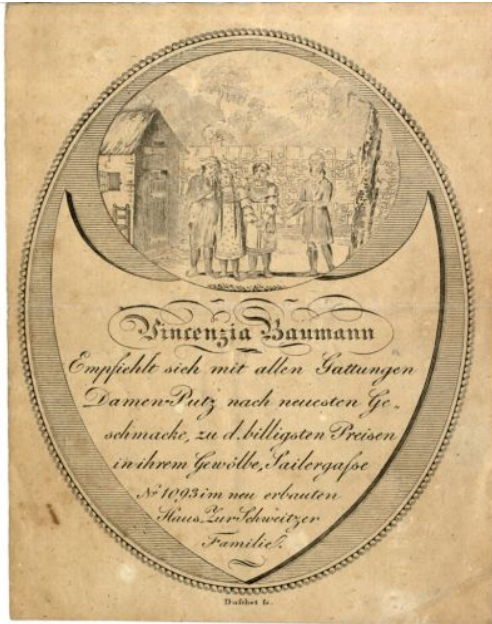 Vincenzia Baumann
Empfiehlt sich mit allen Gattungen
Damen-Putz nach neuesten Ge-
schmacke, zu d. billigsten Preisen
in ihrem Gewölbe, Sailergaſse
Nº 1093 im neu erbauten
Haus, Zur Schweitzer
Familie.